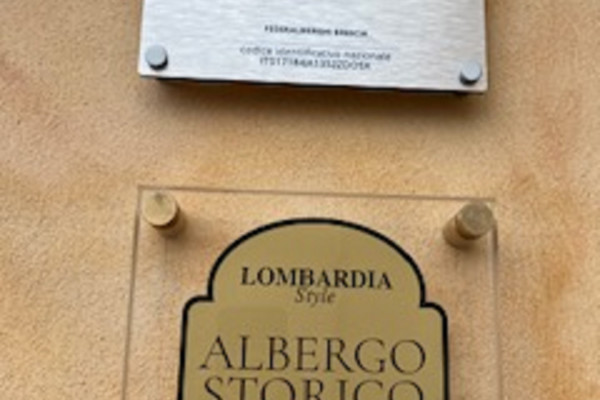 FEDERALBERGHI BRESCIA
codice identificativo nazionale
LOMBARDIA
Style
ALBERGO
STORICO